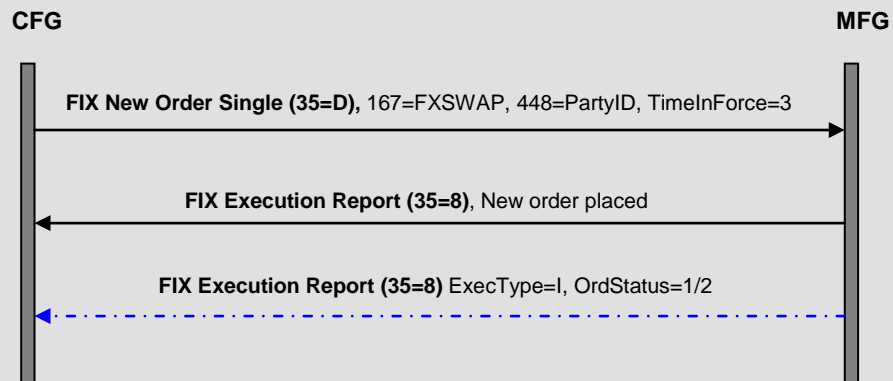 CFG
MFG
FIX New Order Single (35=D), 167=FXSWAP, 448=PartyID, TimeInForce=3
FIX Execution Report (35=8), New order placed
FIX Execution Report (35=8) ExecType=I, OrdStatus=1/2